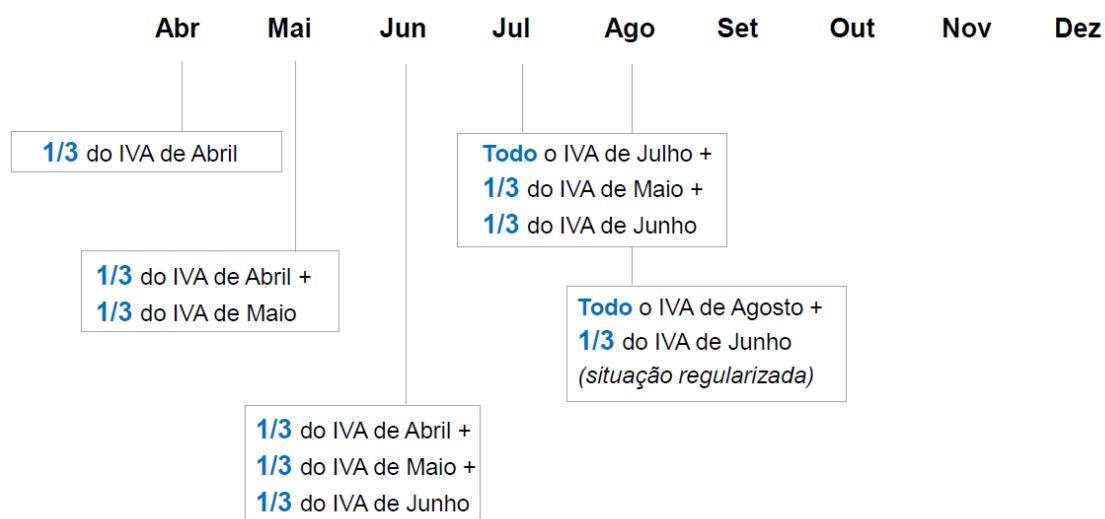 Abr Mai Jun Jul Ago Set Out Nov Dez
1/3 do IVA de Abril
1/3 do IVA de Abril +
1/3 do IVA de Maio
1/3 do IVA de Abril +
1/3 do IVA de Maio +
1/3 do IVA de Junho
Todo o IVA de Julho +
1/3 do IVA de Maio +
1/3 do IVA de Junho
Todo o IVA de Agosto +
1/3 do IVA de Junho
(situação regularizada)